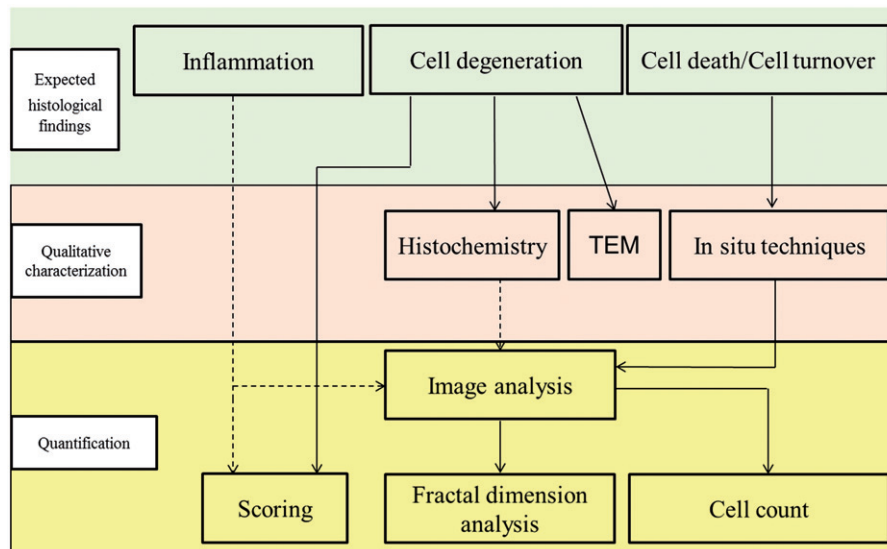 Expected
histological
findings
Inflammation
Cell degeneration
Cell death/Cell turnover
Qualitative
characterization
Histochemistry
TEM
In situ techniques
Quantification
Image analysis
Scoring
Fractal dimension
analysis
Cell count